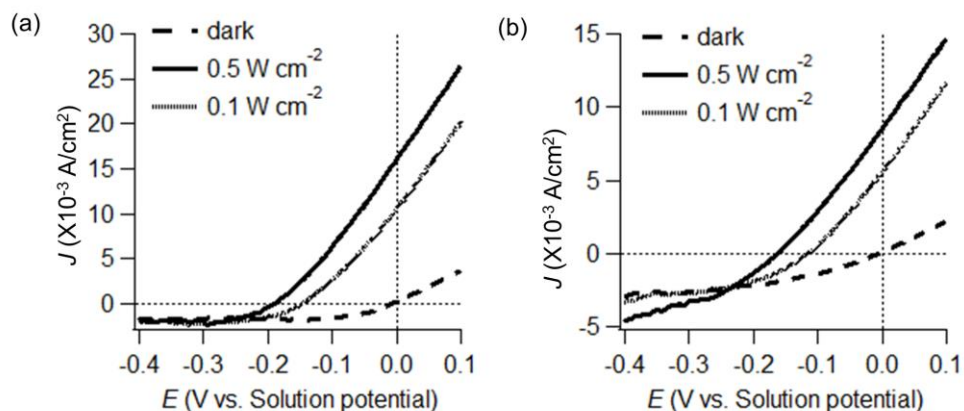 (a)
30
25
20
15
10
5
0
J (X10⁻³ A/cm²)
dark
0.5 W cm⁻²
0.1 W cm⁻²
-0.4 -0.3 -0.2 -0.1 0.0 0.1
E (V vs. Solution potential)
(b)
15
10
5
0
-5
J (X10⁻³ A/cm²)
dark
0.5 W cm⁻²
0.1 W cm⁻²
-0.4 -0.3 -0.2 -0.1 0.0 0.1
E (V vs. Solution potential)